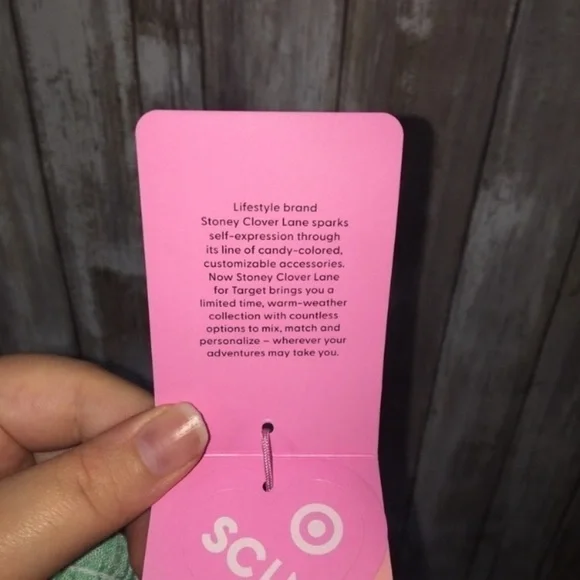 Lifestyle brand
Stoney Clover Lane sparks
self-expression through
its line of candy-colored,
customizable accessories.
Now Stoney Clover Lane
for Target brings you a
limited time, warm-weather
collection with countless
options to mix, match and
personalize – wherever your
adventures may take you.